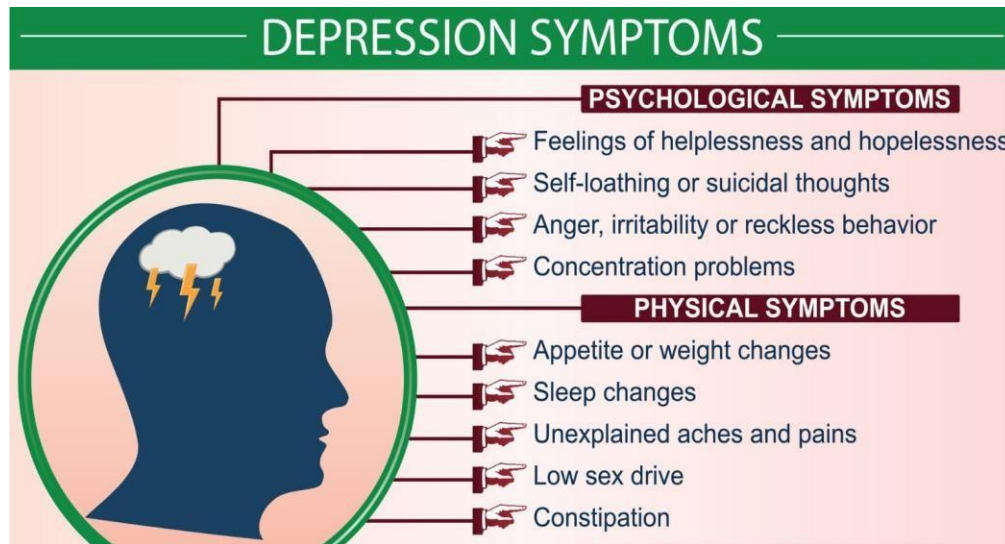 DEPRESSION SYMPTOMS
PSYCHOLOGICAL SYMPTOMS
Feelings of helplessness and hopelessness
Self-loathing or suicidal thoughts
Anger, irritability or reckless behavior
Concentration problems
PHYSICAL SYMPTOMS
Appetite or weight changes
Sleep changes
Unexplained aches and pains
Low sex drive
Constipation